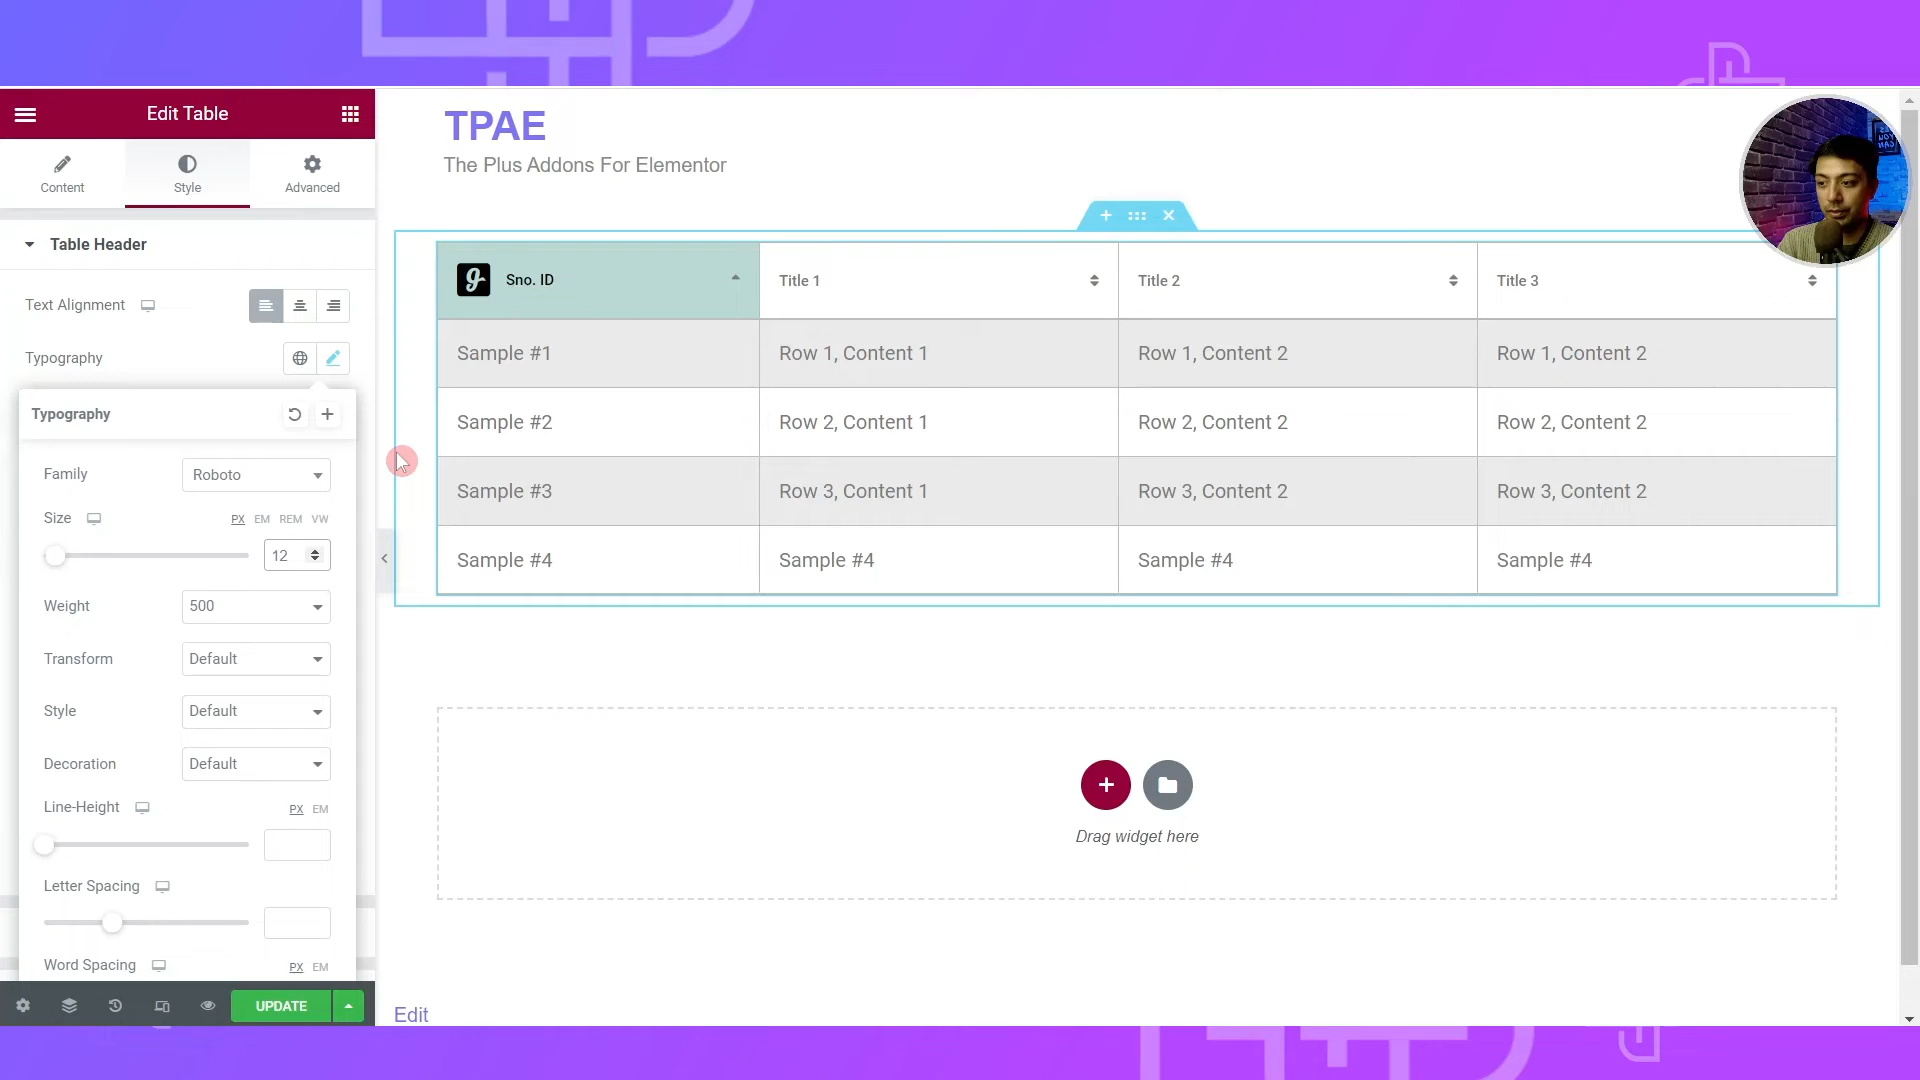 Edit Table
Content
Style
Advanced
Table Header
Text Alignment
Typography
Typography
Family
Roboto
Size
PX EM REM VW
12
Weight
500
Transform
Default
Style
Default
Decoration
Default
Line-Height
PX EM
Letter Spacing
Word Spacing
PX EM
UPDATE
TPAE
The Plus Addons For Elementor
Sno. ID Title 1 Title 2 Title 3
Sample #1 Row 1, Content 1 Row 1, Content 2 Row 1, Content 2
Sample #2 Row 2, Content 1 Row 2, Content 2 Row 2, Content 2
Sample #3 Row 3, Content 1 Row 3, Content 2 Row 3, Content 2
Sample #4 Sample #4 Sample #4 Sample #4
Drag widget here
Edit